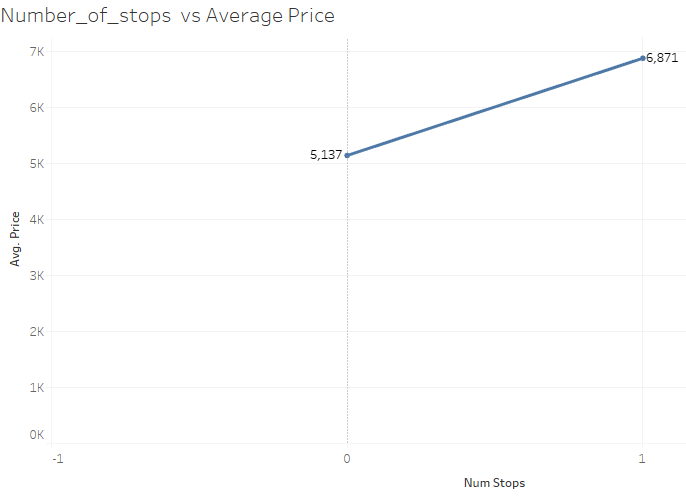 Number_of_stops vs Average Price
7K
6,871
6K
5,137
5K
4K
Avg. Price
3K
2K
1K
0K
-1
0
1
Num Stops